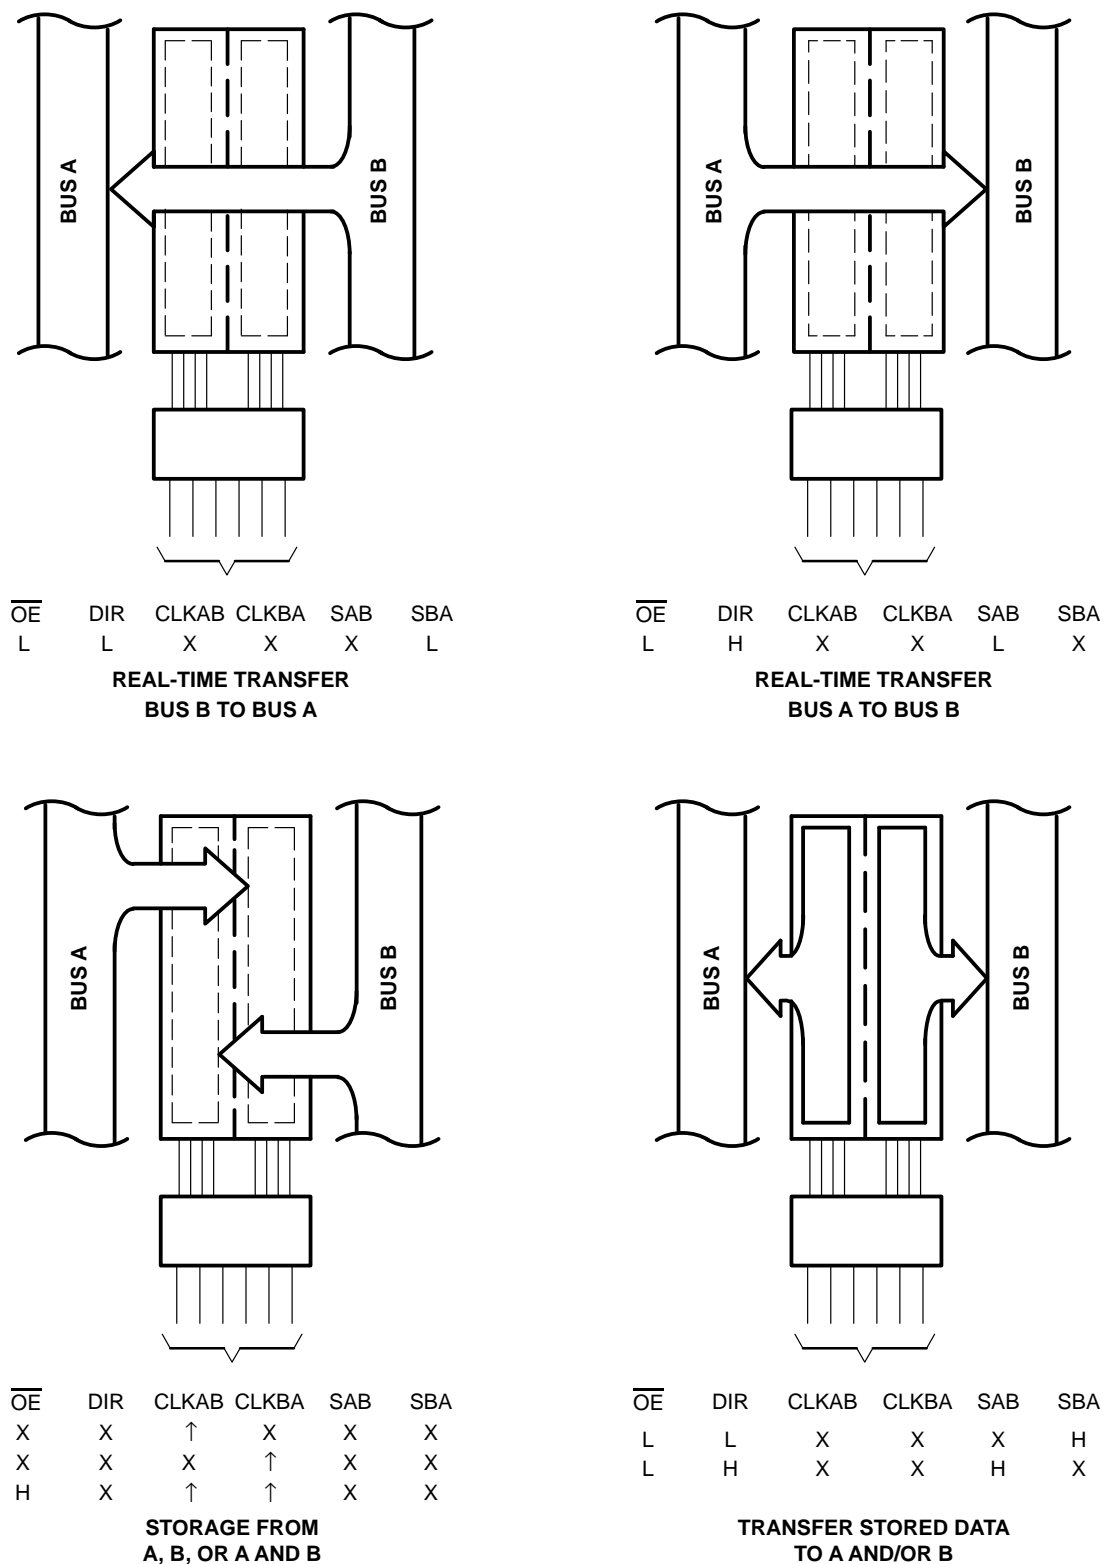 BUS A
BUS B
OE DIR CLKAB CLKBA SAB SBA
L L X X X L
REAL-TIME TRANSFER
BUS B TO BUS A
BUS A
BUS B
OE DIR CLKAB CLKBA SAB SBA
L H X X L X
REAL-TIME TRANSFER
BUS A TO BUS B
BUS A
BUS B
OE DIR CLKAB CLKBA SAB SBA
X X ↑ X X X
X X X ↑ X X
H X ↑ ↑ X X
STORAGE FROM
A, B, OR A AND B
BUS A
BUS B
OE DIR CLKAB CLKBA SAB SBA
L L X X X H
L H X X H X
TRANSFER STORED DATA
TO A AND/OR B